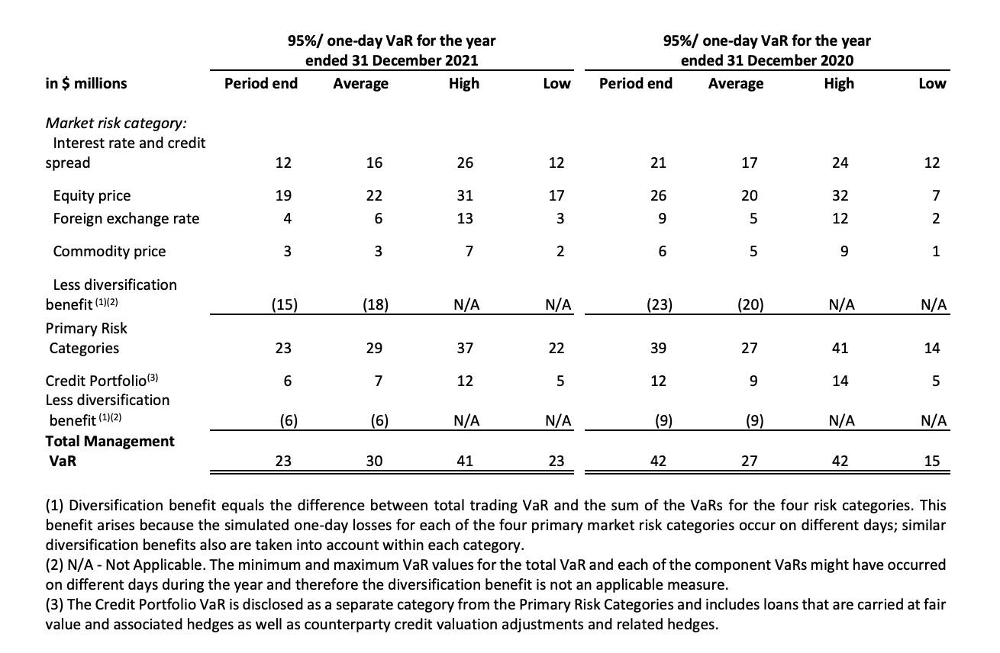 95%/ one-day VaR for the year 95%/ one-day VaR for the year
ended 31 December 2021 ended 31 December 2020
in $ millions Period end Average High Low Period end Average High Low
Market risk category:
Interest rate and credit
spread 12 16 26 12 21 17 24 12
Equity price 19 22 31 17 26 20 32 7
Foreign exchange rate 4 6 13 3 9 5 12 2
Commodity price 3 3 7 2 6 5 9 1
Less diversification
benefit (1)(2) (15) (18) N/A N/A (23) (20) N/A N/A
Primary Risk
Categories 23 29 37 22 39 27 41 14
Credit Portfolio(3) 6 7 12 5 12 9 14 5
Less diversification
benefit (1)(2) (6) (6) N/A N/A (9) (9) N/A N/A
Total Management
VaR 23 30 41 23 42 27 42 15
(1) Diversification benefit equals the difference between total trading VaR and the sum of the VaRs for the four risk categories. This
benefit arises because the simulated one-day losses for each of the four primary market risk categories occur on different days; similar
diversification benefits also are taken into account within each category.
(2) N/A - Not Applicable. The minimum and maximum VaR values for the total VaR and each of the component VaRs might have occurred
on different days during the year and therefore the diversification benefit is not an applicable measure.
(3) The Credit Portfolio VaR is disclosed as a separate category from the Primary Risk Categories and includes loans that are carried at fair
value and associated hedges as well as counterparty credit valuation adjustments and related hedges.